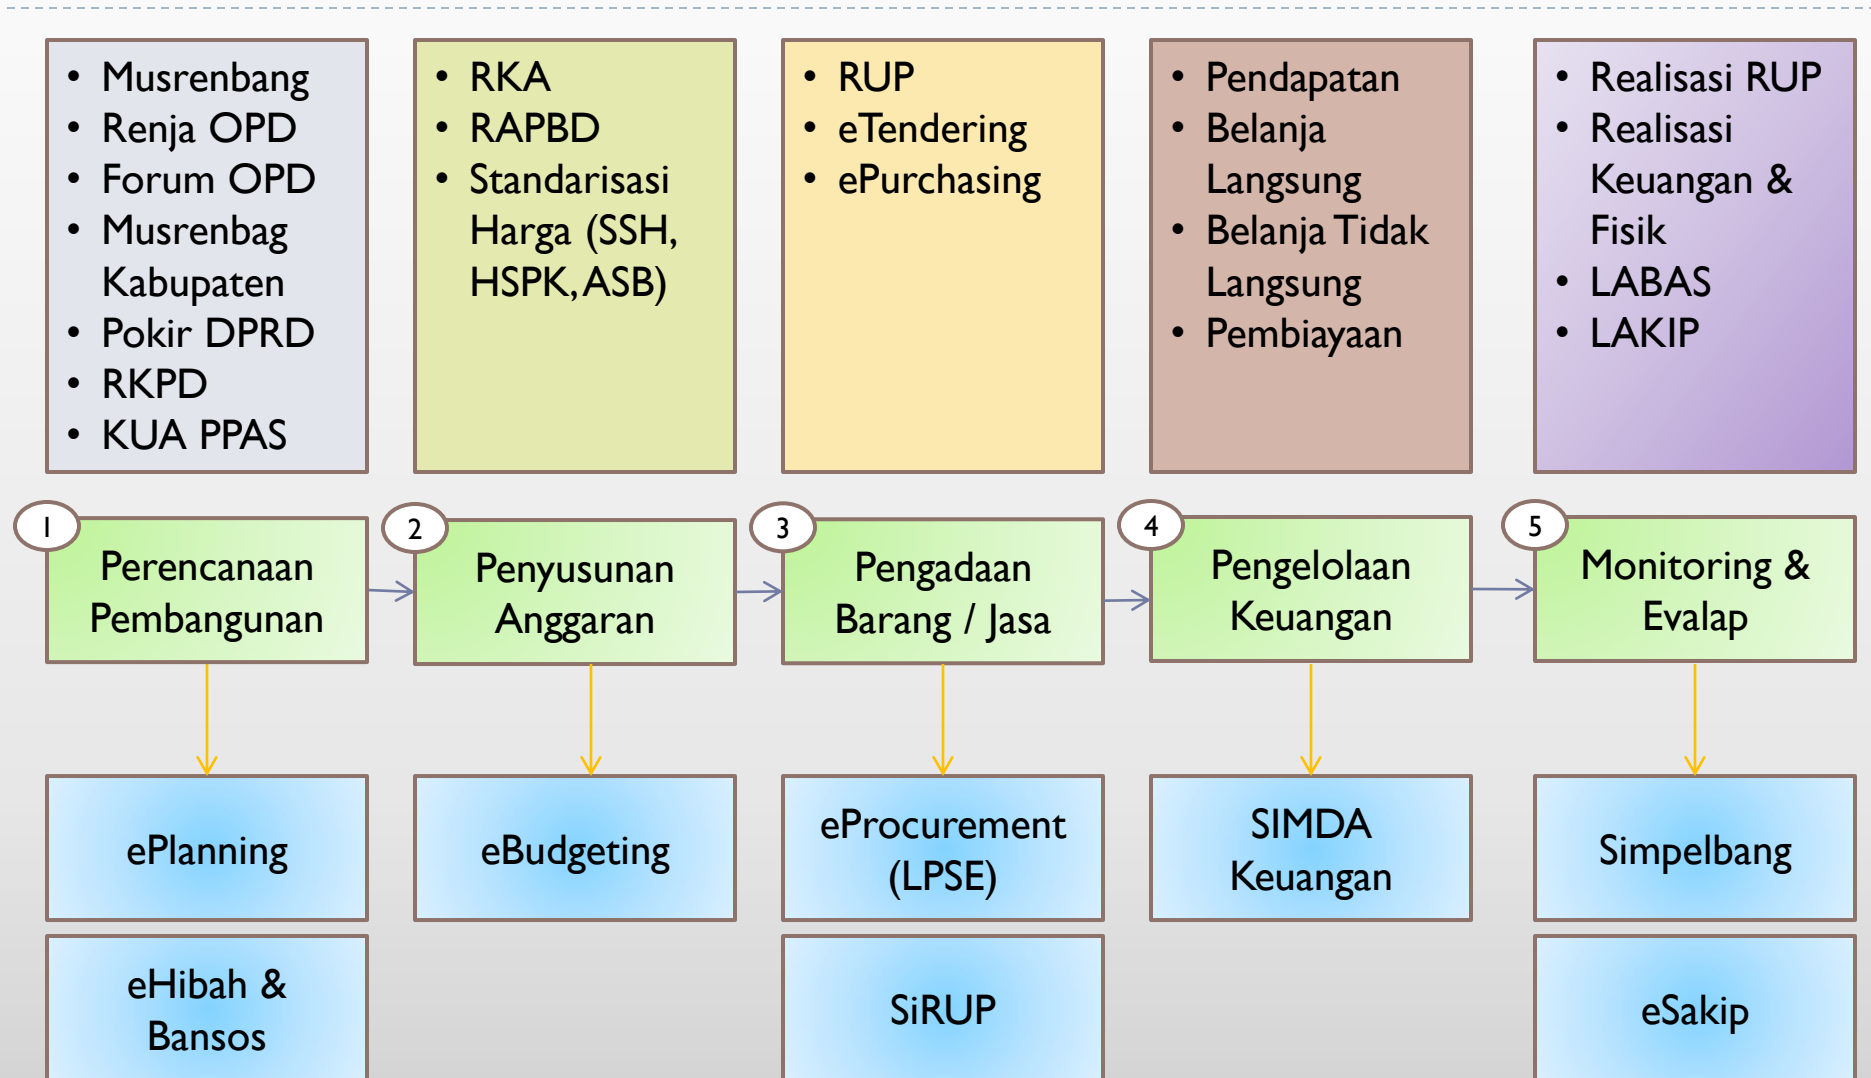 • Musrenbang
• Renja OPD
• Forum OPD
• Musrenbag
Kabupaten
• Pokir DPRD
• RKPD
• KUA PPAS
• RKA
• RAPBD
• Standarisasi
Harga (SSH,
HSPK, ASB)
• RUP
• eTendering
• ePurchasing
• Pendapatan
• Belanja
Langsung
• Belanja Tidak
Langsung
• Pembiayaan
• Realisasi RUP
• Realisasi
Keuangan &
Fisik
• LABAS
• LAKIP
1
Perencanaan
Pembangunan
2
Penyusunan
Anggaran
3
Pengadaan
Barang / Jasa
4
Pengelolaan
Keuangan
5
Monitoring &
Evalap
ePlanning
eBudgeting
eProcurement
(LPSE)
SIMDA
Keuangan
Simpelbang
eHibah &
Bansos
SiRUP
eSakip